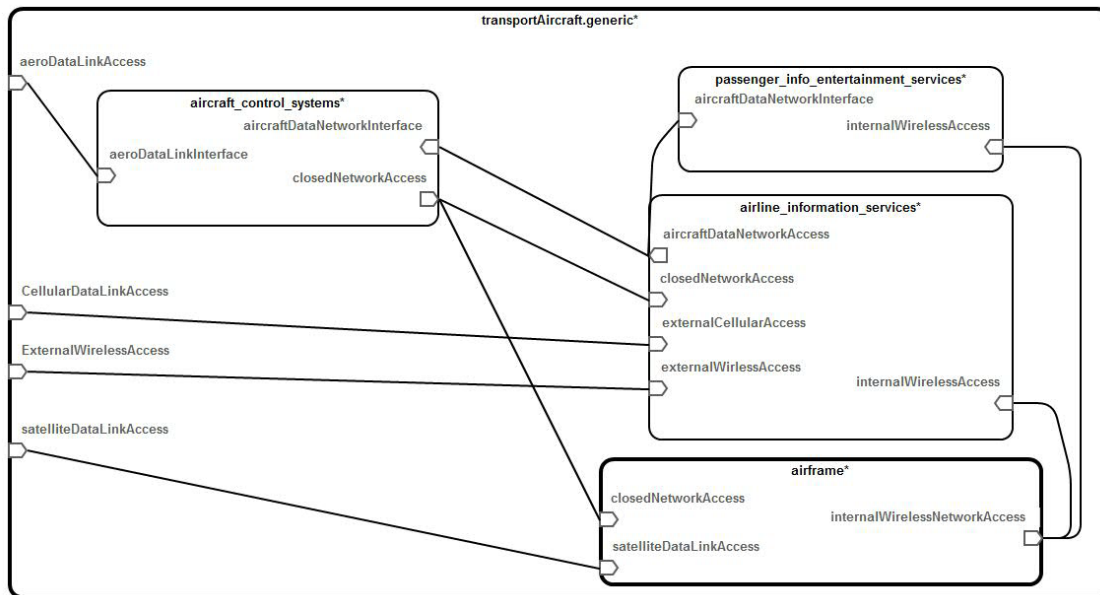 transportAircraft.generic*
aeroDataLinkAccess
aircraft_control_systems*
aircraftDataNetworkInterface
aeroDataLinkInterface
closedNetworkAccess
passenger_info_entertainment_services*
aircraftDataNetworkInterface
internalWirelessAccess
airline_information_services*
aircraftDataNetworkAccess
closedNetworkAccess
externalCellularAccess
externalWirlessAccess
internalWirelessAccess
CellularDataLinkAccess
ExternalWirelessAccess
satelliteDataLinkAccess
airframe*
closedNetworkAccess
internalWirelessNetworkAccess
satelliteDataLinkAccess